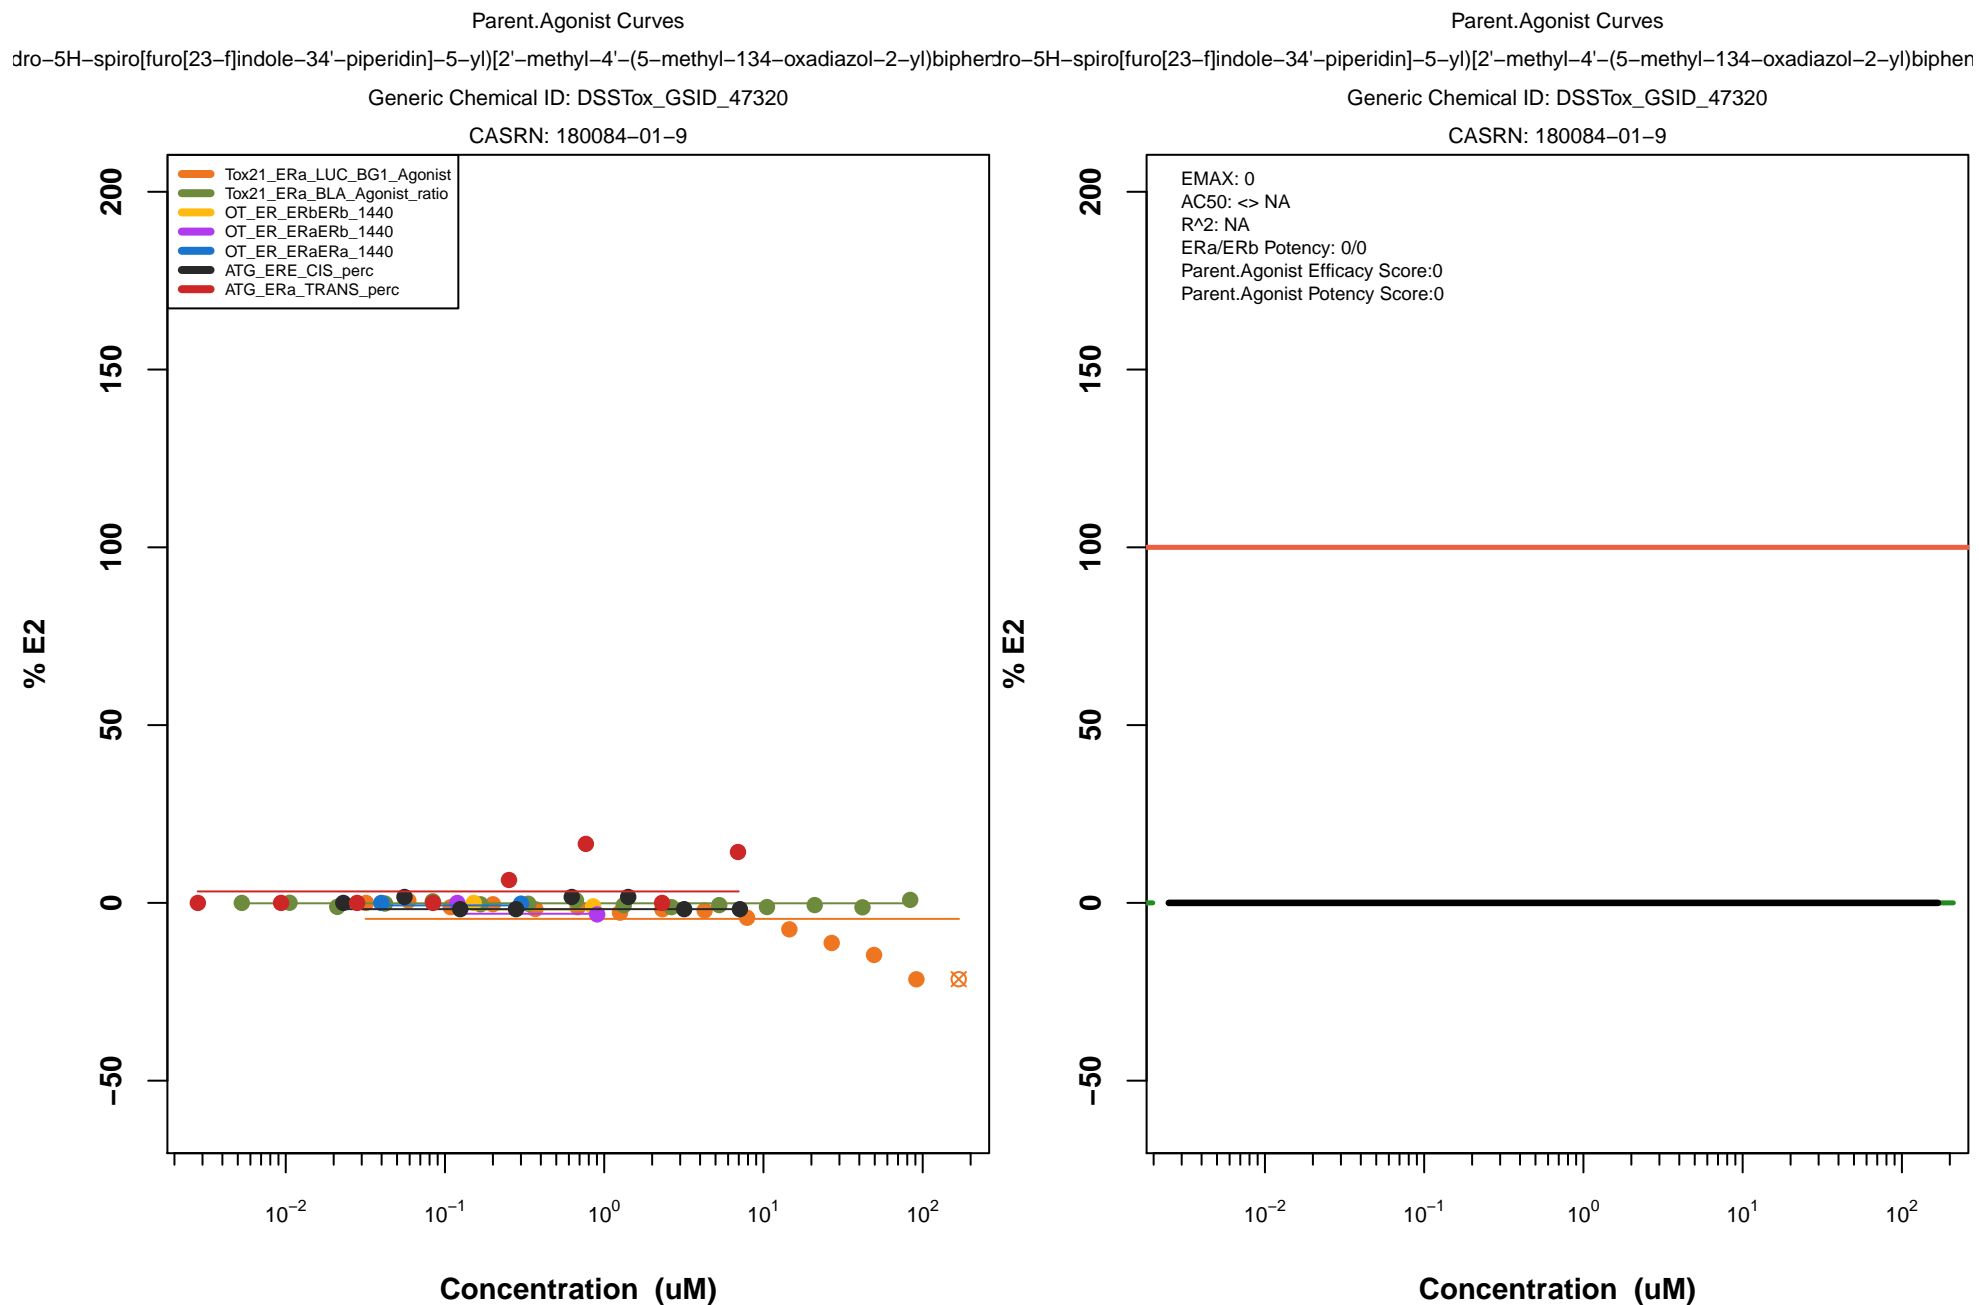 Parent.Agonist Curves
dro−5H−spiro[furo[23−f]indole−34'−piperidin]−5−yl)[2'−methyl−4'−(5−methyl−134−oxadiazol−2−yl)biphen
Generic Chemical ID: DSSTox_GSID_47320
CASRN: 180084−01−9
Tox21_ERa_LUC_BG1_Agonist
Tox21_ERa_BLA_Agonist_ratio
OT_ER_ERbERb_1440
OT_ER_ERaERb_1440
OT_ER_ERaERa_1440
ATG_ERE_CIS_perc
ATG_ERa_TRANS_perc
200
150
100
50
0
−50
% E2
10−2 10−1 100 101 102
Concentration (uM)
Parent.Agonist Curves
dro−5H−spiro[furo[23−f]indole−34'−piperidin]−5−yl)[2'−methyl−4'−(5−methyl−134−oxadiazol−2−yl)biphen
Generic Chemical ID: DSSTox_GSID_47320
CASRN: 180084−01−9
EMAX: 0
AC50: <> NA
R^2: NA
ERa/ERb Potency: 0/0
Parent.Agonist Efficacy Score:0
Parent.Agonist Potency Score:0
200
150
100
50
0
−50
% E2
10−2 10−1 100 101 102
Concentration (uM)